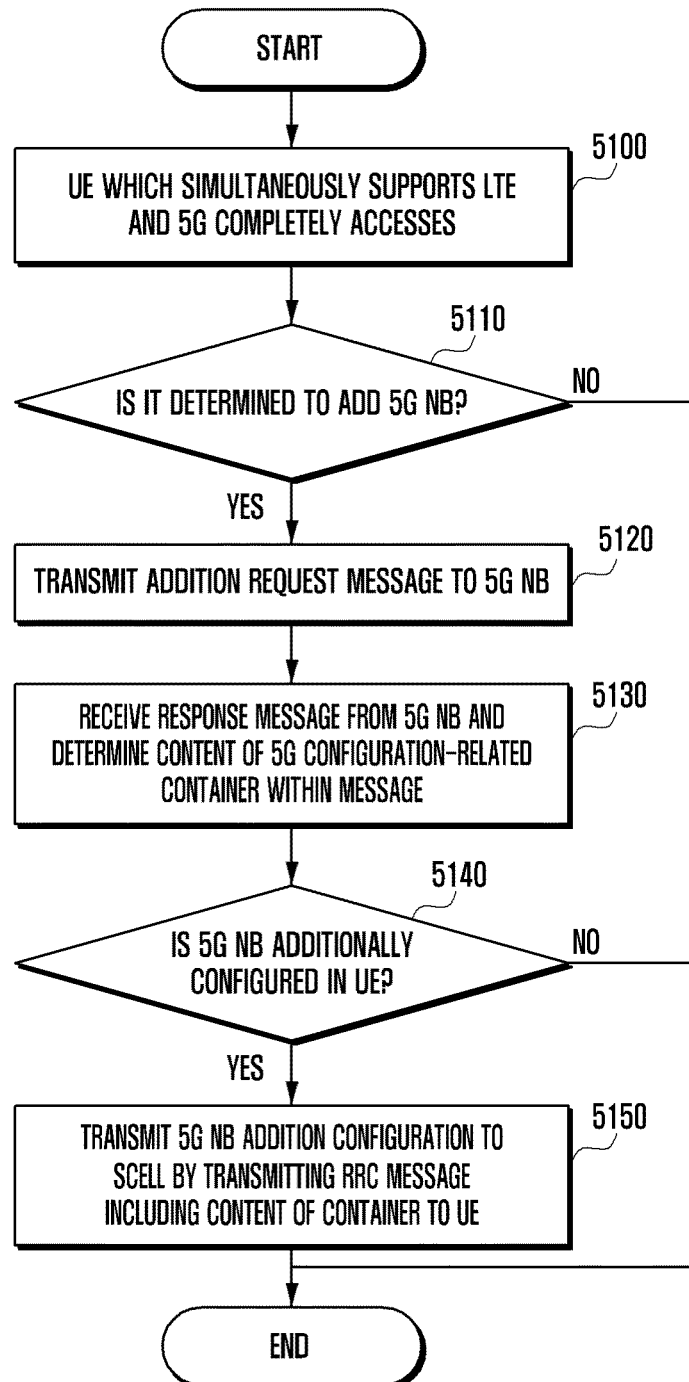 START
5100
UE WHICH SIMULTANEOUSLY SUPPORTS LTE
AND 5G COMPLETELY ACCESSES
5110
IS IT DETERMINED TO ADD 5G NB?
NO
YES
5120
TRANSMIT ADDITION REQUEST MESSAGE TO 5G NB
5130
RECEIVE RESPONSE MESSAGE FROM 5G NB AND
DETERMINE CONTENT OF 5G CONFIGURATION-RELATED
CONTAINER WITHIN MESSAGE
5140
IS 5G NB ADDITIONALLY
CONFIGURED IN UE?
NO
YES
5150
TRANSMIT 5G NB ADDITION CONFIGURATION TO
SCELL BY TRANSMITTING RRC MESSAGE
INCLUDING CONTENT OF CONTAINER TO UE
END